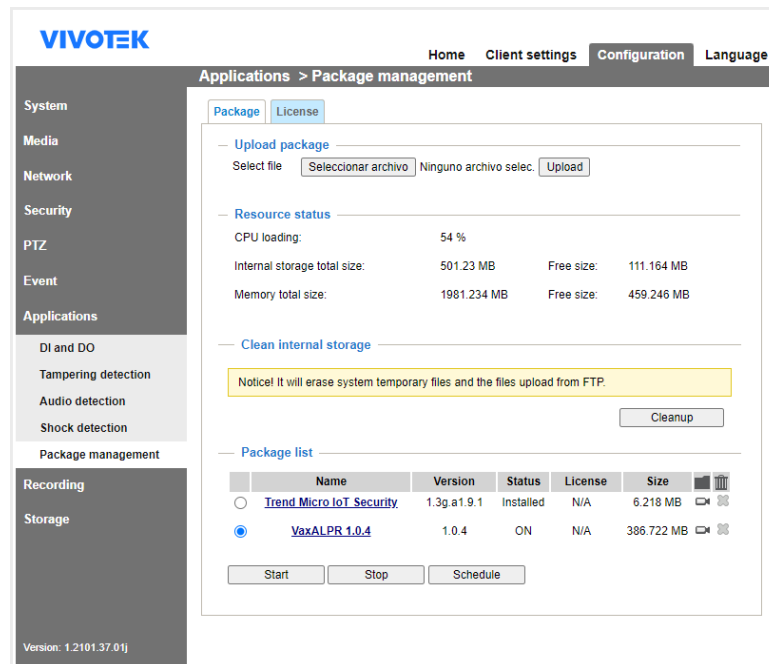 VIVOTEK
Home Client settings Configuration Language
Applications > Package management
System
Media
Network
Security
PTZ
Event
Applications
DI and DO
Tampering detection
Audio detection
Shock detection
Package management
Recording
Storage
Version: 1.2101.37.01j
Package License
Upload package
Select file Seleccionar archivo Ninguno archivo selec. Upload
Resource status
CPU loading: 54 %
Internal storage total size: 501.23 MB Free size: 111.164 MB
Memory total size: 1981.234 MB Free size: 459.246 MB
Clean internal storage
Notice! It will erase system temporary files and the files upload from FTP.
Cleanup
Package list
Name Version Status License Size
Trend Micro IoT Security 1.3g.a1.9.1 Installed N/A 6.218 MB
VaxALPR 1.0.4 1.0.4 ON N/A 386.722 MB
Start Stop Schedule